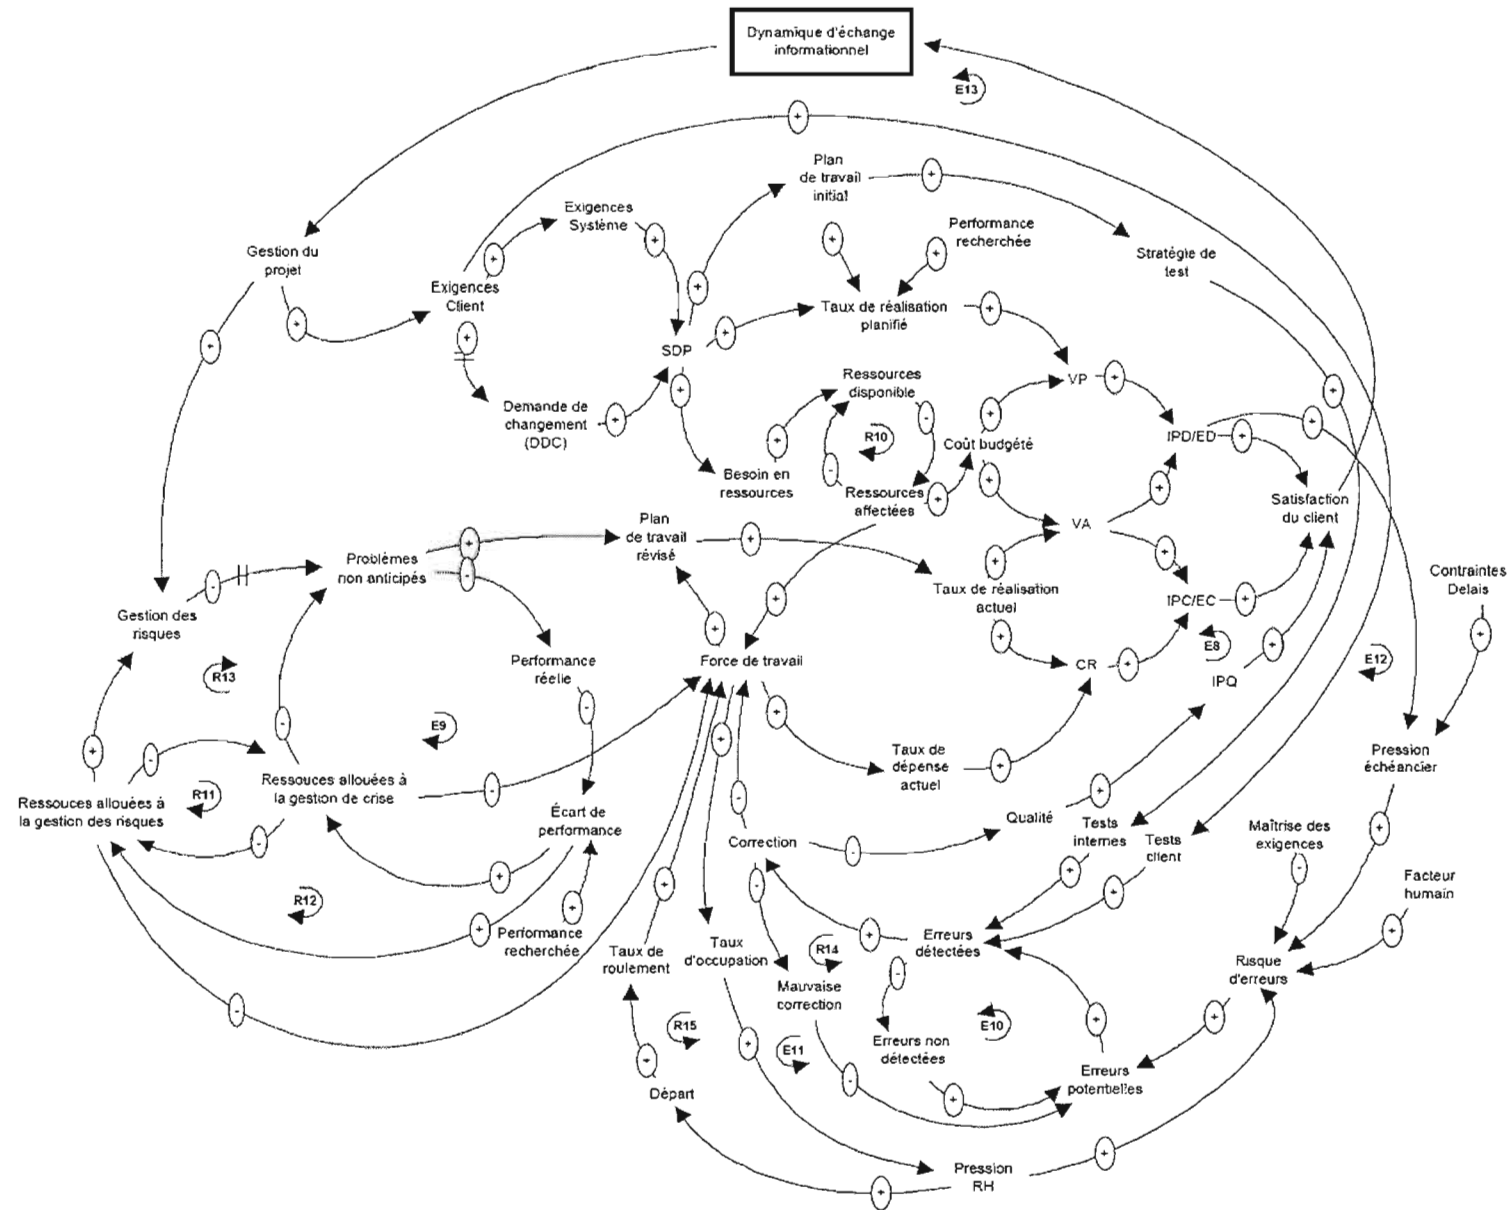 Dynamique d'échange
informationnel
E13
+
Plan
de travail
initial
+
Exigences
Système
+
Performance
recherchée
+
+
Stratégie de
test
Gestion du
projet
+
Exigences
Client
+
+
Taux de réalisation
planifié
+
+
+
+
+
SDP
+
Ressources
disponible
VP
+
+
Demande de
changement
(DDC)
+
-
R10
+
Coût budgété
IPD/ED
+
+
+
Besoin en
ressources
-
Ressources
affectées
+
+
+
Satisfaction
du client
Plan
de travail
révisé
VA
+
+
Problèmes
non anticipés
-
+
+
Contraintes
Delais
-
Taux de réalisation
actuel
IPC/EC
+
Gestion des
risques
+
+
+
E8
+
+
Performance
réelle
Force de travail
CR
+
E12
R13
IPQ
-
-
E9
+
+
+
-
Taux de
dépense
actuel
+
Pression
échéancier
Ressouces allouées à
la gestion de crise
-
-
+
Ressouces allouées à
la gestion des risques
R11
Écart de
performance
Qualité
Tests
internes
Tests
client
Maîtrise des
exigences
+
-
Correction
-
+
-
+
+
-
+
Facteur
humain
R12
+
+
Performance
recherchée
Taux de
roulement
Taux
d'occupation
R14
+
Erreurs
détectées
+
Mauvaise
correction
-
Risque
d'erreurs
-
R15
+
E11
E10
+
+
Erreurs non
détectées
+
Départ
-
+
Erreurs
potentielles
+
Pression
RH
+